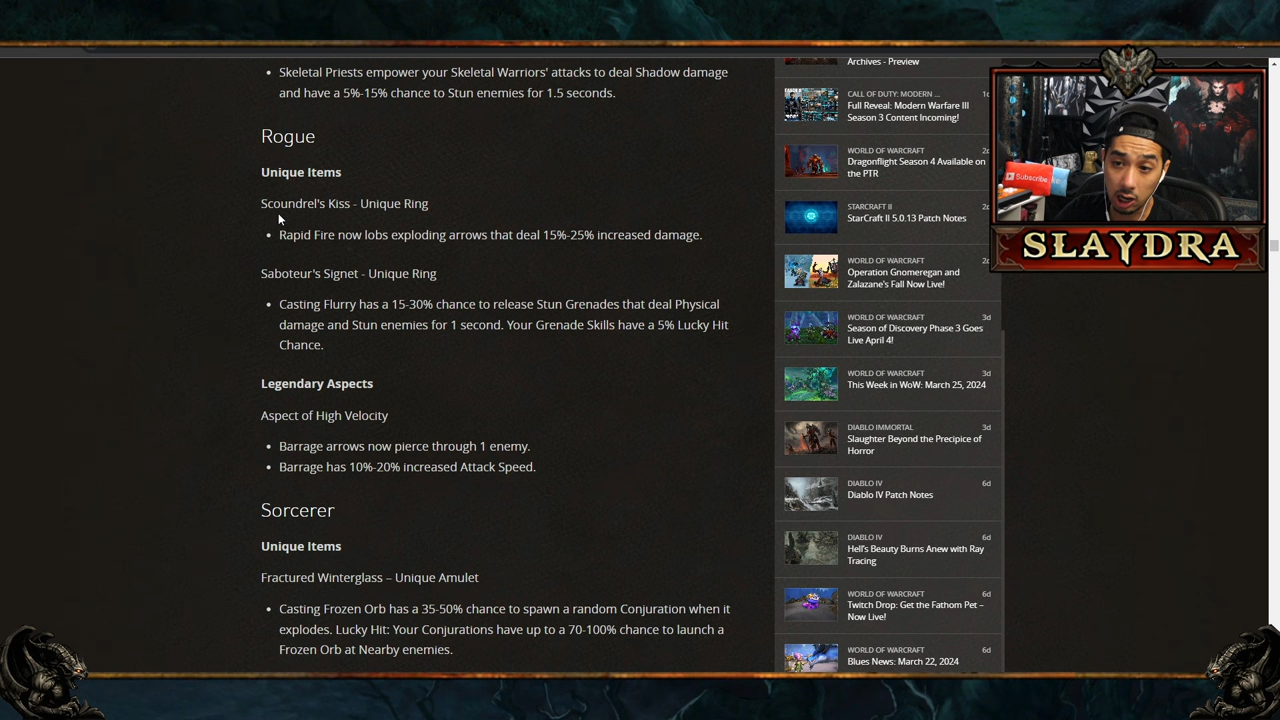 Skeletal Priests empower your Skeletal Warriors' attacks to deal Shadow damage
and have a 5%-15% chance to Stun enemies for 1.5 seconds.
Rogue
Unique Items
Scoundrel's Kiss - Unique Ring
Rapid Fire now lobs exploding arrows that deal 15%-25% increased damage.
Saboteur's Signet - Unique Ring
Casting Flurry has a 15-30% chance to release Stun Grenades that deal Physical
damage and Stun enemies for 1 second. Your Grenade Skills have a 5% Lucky Hit
Chance.
Legendary Aspects
Aspect of High Velocity
Barrage arrows now pierce through 1 enemy.
Barrage has 10%-20% increased Attack Speed.
Sorcerer
Unique Items
Fractured Winterglass – Unique Amulet
Casting Frozen Orb has a 35-50% chance to spawn a random Conjuration when it
explodes. Lucky Hit: Your Conjurations have up to a 70-100% chance to launch a
Frozen Orb at Nearby enemies.
Archives - Preview
CALL OF DUTY: MODERN ...
Full Reveal: Modern Warfare III
Season 3 Content Incoming!
WORLD OF WARCRAFT
Dragonflight Season 4 Available on
the PTR
STARCRAFT II
StarCraft II 5.0.13 Patch Notes
WORLD OF WARCRAFT
Operation Gnomeregan and
Zalazane's Fall Now Live!
WORLD OF WARCRAFT 3d
Season of Discovery Phase 3 Goes
Live April 4!
WORLD OF WARCRAFT 3d
This Week in WoW: March 25, 2024
DIABLO IMMORTAL 3d
Slaughter Beyond the Precipice of
Horror
DIABLO IV 6d
Diablo IV Patch Notes
DIABLO IV 6d
Hell's Beauty Burns Anew with Ray
Tracing
WORLD OF WARCRAFT 6d
Twitch Drop: Get the Fathom Pet –
Now Live!
WORLD OF WARCRAFT 6d
Blues News: March 22, 2024
Subscribe
SLAYDRA